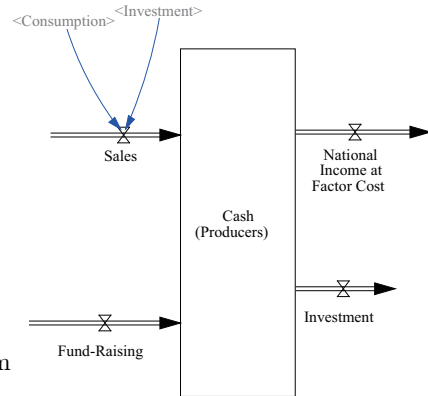 <Consumption>
<Investment>
Sales
National
Income at
Factor Cost
Cash
(Producers)
Investment
Fund-Raising